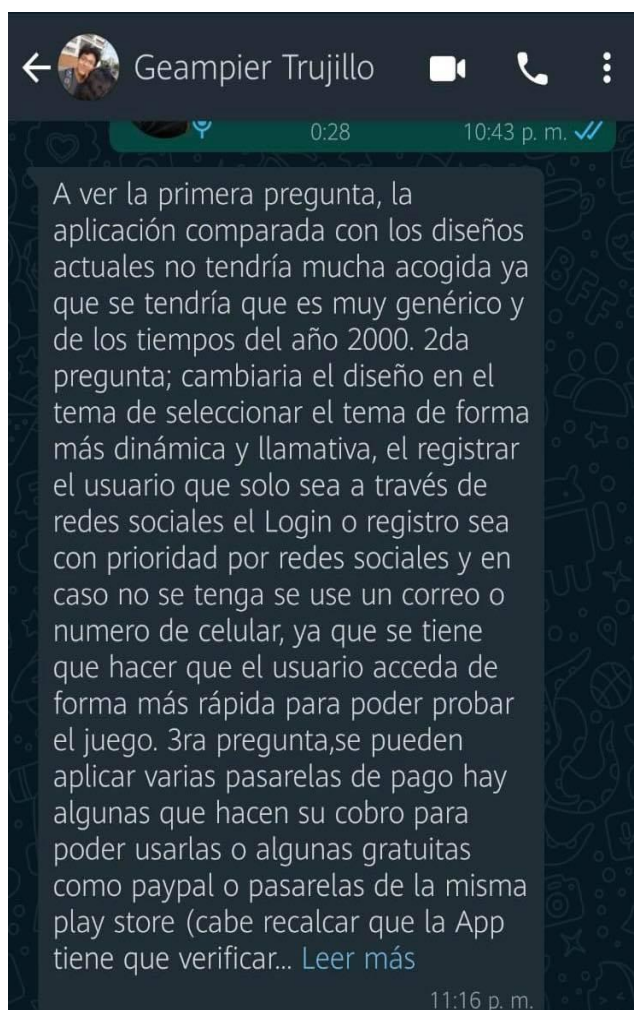 Geampier Trujillo
0:28 10:43 p. m.
A ver la primera pregunta, la
aplicación comparada con los diseños
actuales no tendría mucha acogida ya
que se tendría que es muy genérico y
de los tiempos del año 2000. 2da
pregunta; cambiaria el diseño en el
tema de seleccionar el tema de forma
más dinámica y llamativa, el registrar
el usuario que solo sea a través de
redes sociales el Login o registro sea
con prioridad por redes sociales y en
caso no se tenga se use un correo o
numero de celular, ya que se tiene
que hacer que el usuario acceda de
forma más rápida para poder probar
el juego. 3ra pregunta,se pueden
aplicar varias pasarelas de pago hay
algunas que hacen su cobro para
poder usarlas o algunas gratuitas
como paypal o pasarelas de la misma
play store (cabe recalcar que la App
tiene que verificar... Leer más
11:16 p. m.